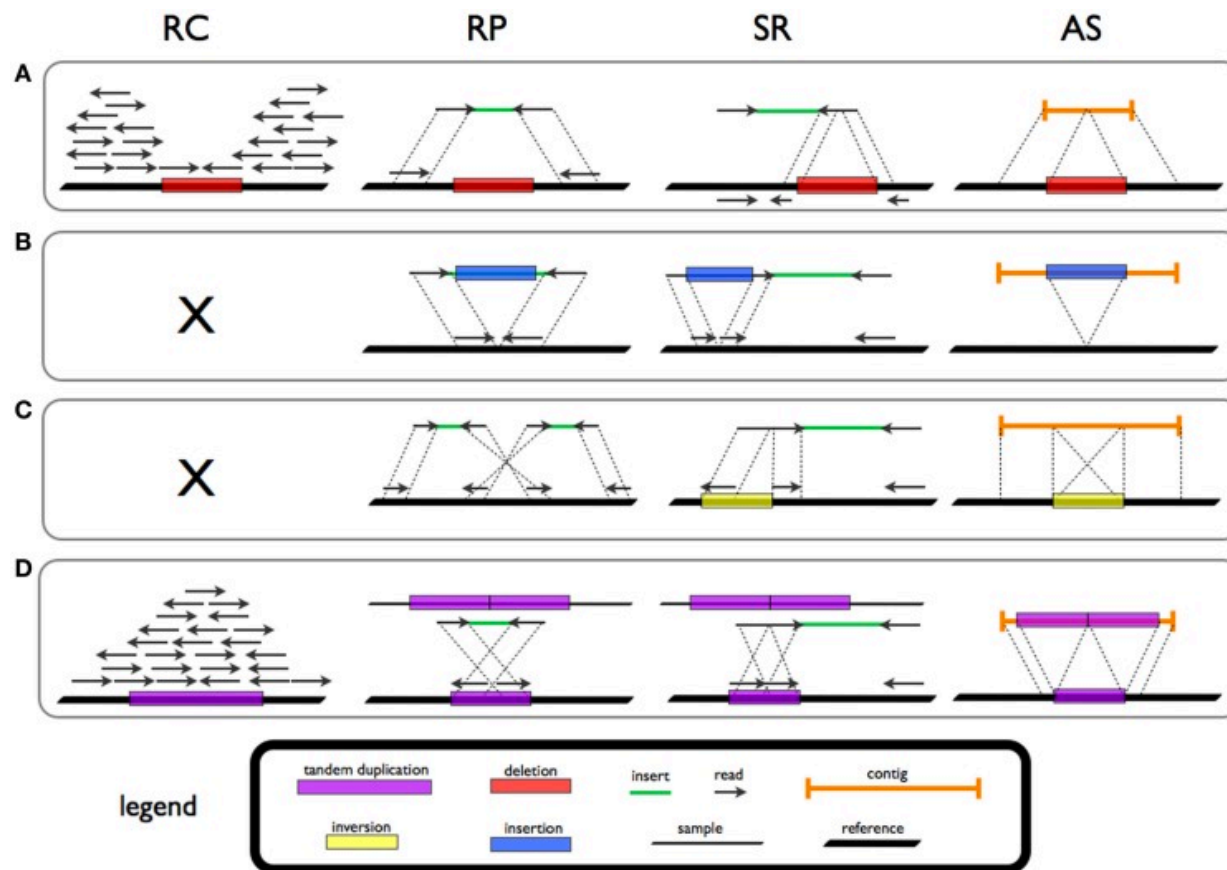 RC RP SR AS
A
B
X
C
X
D
legend
tandem duplication deletion insert read contig
inversion insertion sample reference